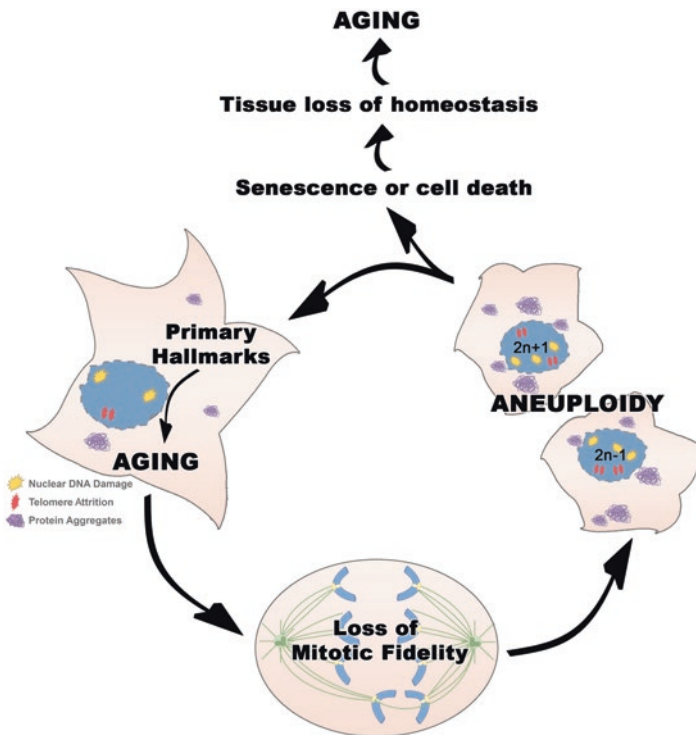 AGING
Tissue loss of homeostasis
Senescence or cell death
Primary
Hallmarks
AGING
2n+1
ANEUPLOIDY
2n-1
Nuclear DNA Damage
Telomere Attrition
Protein Aggregates
Loss of
Mitotic Fidelity